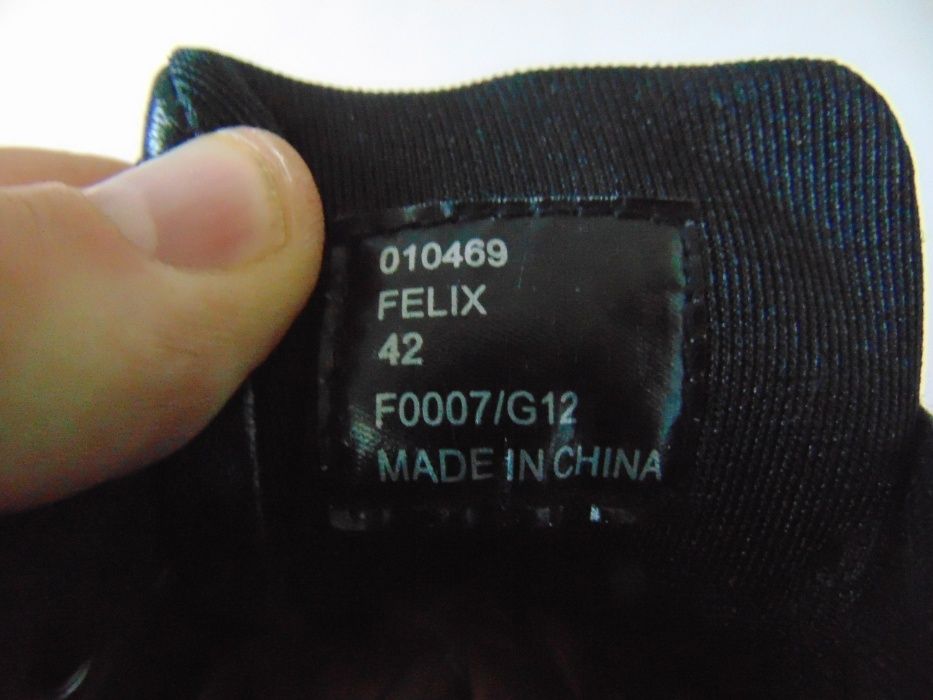 010469
FELIX
42
F0007/G12
MADE IN CHINA